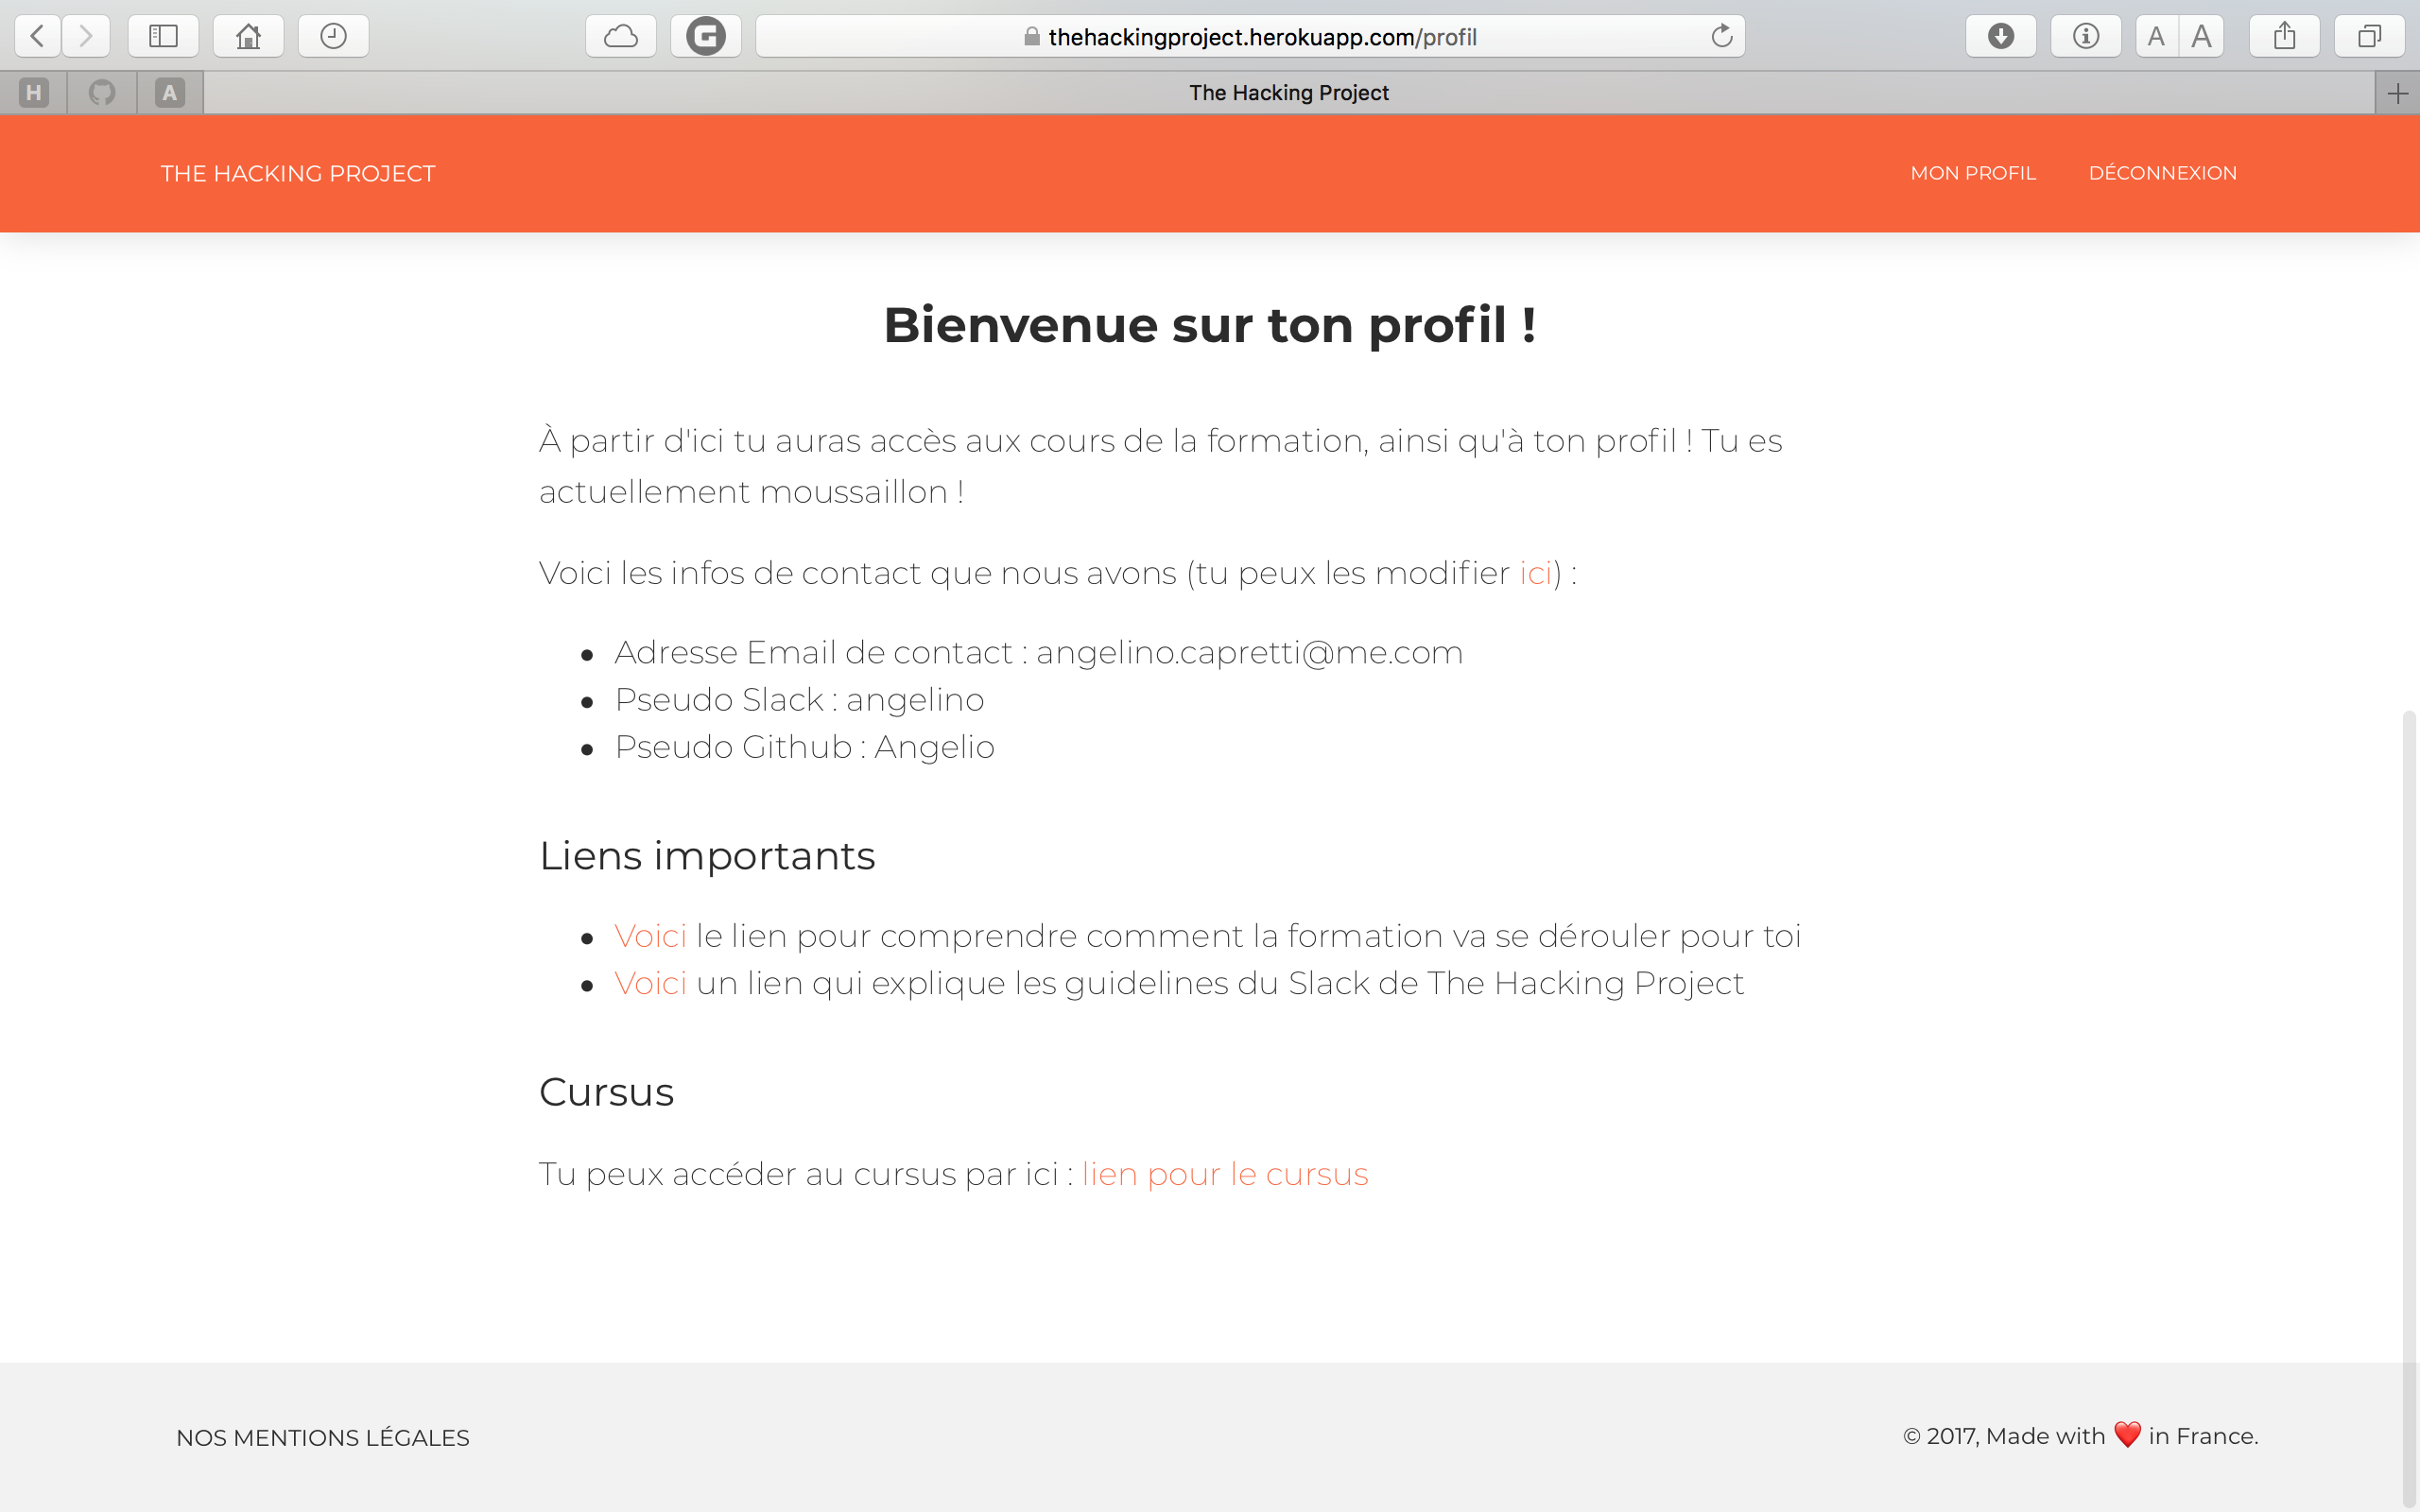 thehackingproject.herokuapp.com/profil
A A
H A The Hacking Project
THE HACKING PROJECT MON PROFIL DÉCONNEXION
Bienvenue sur ton profil !
À partir d'ici tu auras accès aux cours de la formation, ainsi qu'à ton profil ! Tu es
actuellement moussaillon !
Voici les infos de contact que nous avons (tu peux les modifier ici) :
• Adresse Email de contact : angelino.capretti@me.com
• Pseudo Slack : angelino
• Pseudo Github : Angelio
Liens importants
• Voici le lien pour comprendre comment la formation va se dérouler pour toi
• Voici un lien qui explique les guidelines du Slack de The Hacking Project
Cursus
Tu peux accéder au cursus par ici : lien pour le cursus
NOS MENTIONS LÉGALES © 2017, Made with ❤️ in France.